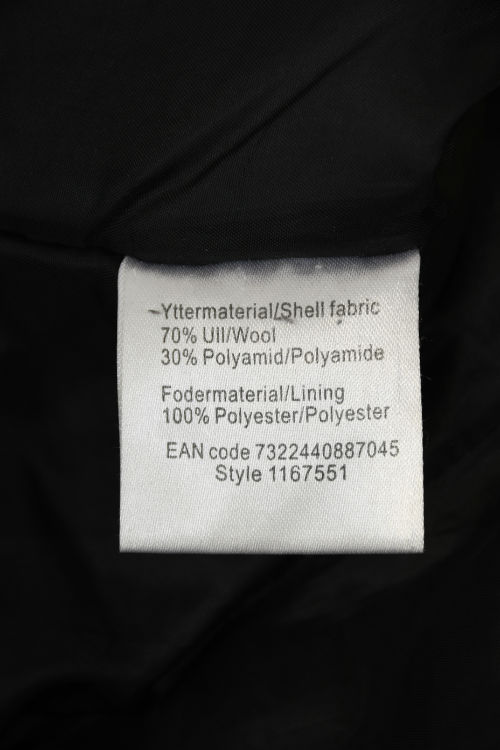 Yttermaterial/Shell fabric
70% Ull/Wool
30% Polyamid/Polyamide
Fodermaterial/Lining
100% Polyester/Polyester
EAN code 7322440887045
Style 1167551